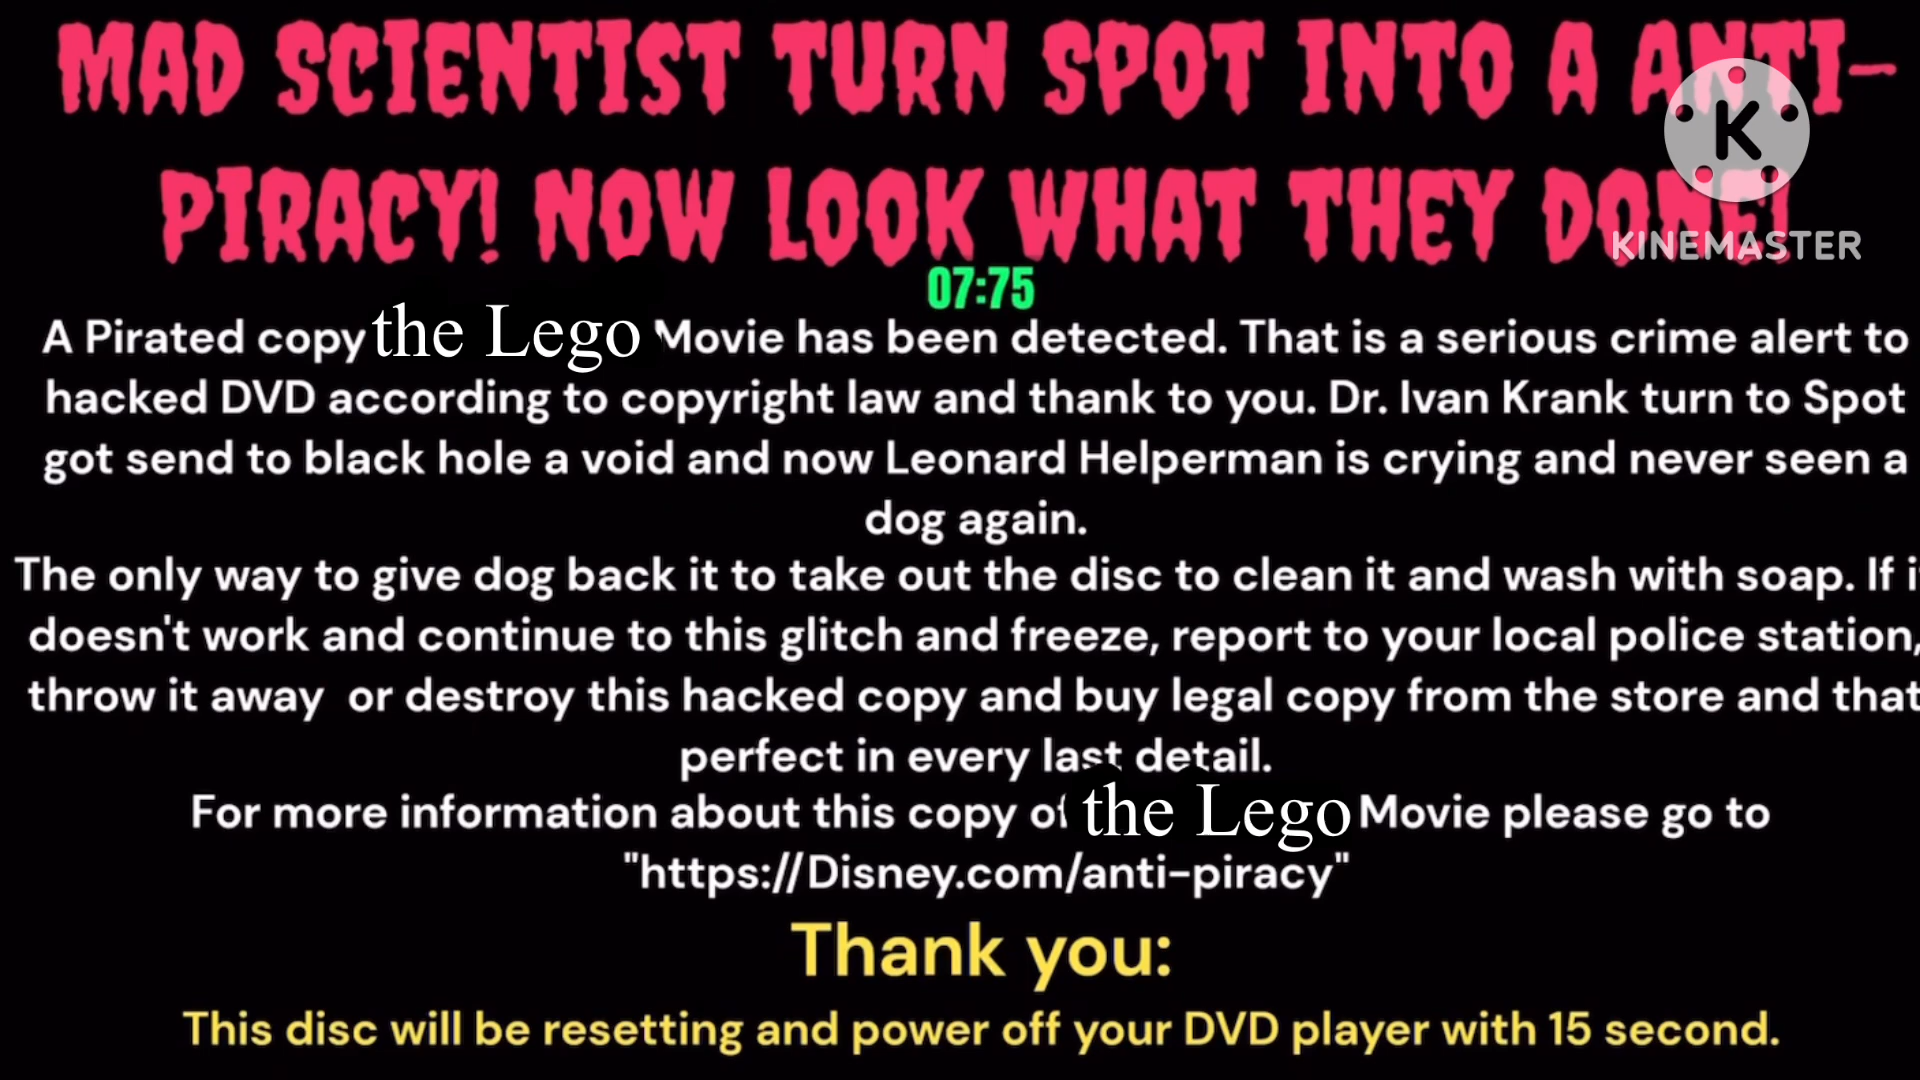 MAD SCIENTIST TURN SPOT INTO A ANTI-
PIRACY! NOW LOOK WHAT THEY DONE!
K
KINEMASTER
07:75
A Pirated copy the Lego Movie has been detected. That is a serious crime alert to
hacked DVD according to copyright law and thank to you. Dr. Ivan Krank turn to Spot
got send to black hole a void and now Leonard Helperman is crying and never seen a
dog again.
The only way to give dog back it to take out the disc to clean it and wash with soap. If it
doesn't work and continue to this glitch and freeze, report to your local police station,
throw it away or destroy this hacked copy and buy legal copy from the store and that
perfect in every last detail.
For more information about this copy of the Lego Movie please go to
"https://Disney.com/anti-piracy"
Thank you:
This disc will be resetting and power off your DVD player with 15 second.